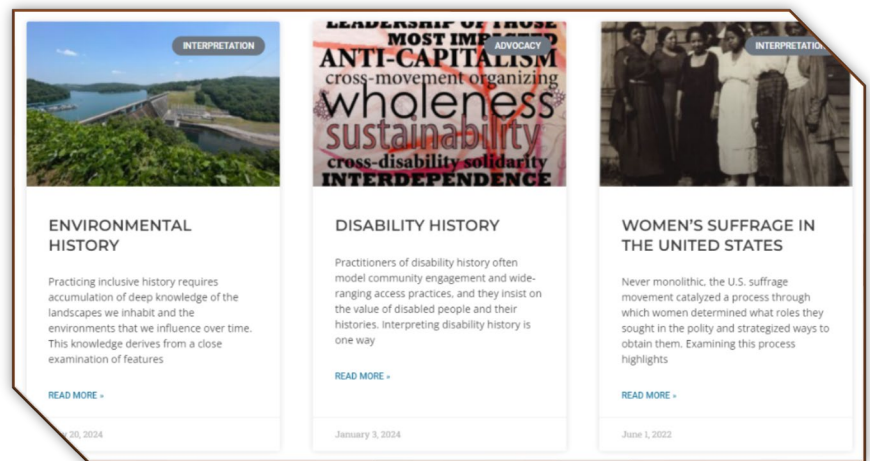 INTERPRETATION
ENVIRONMENTAL
HISTORY
Practicing inclusive history requires
accumulation of deep knowledge of the
landscapes we inhabit and the
environments that we influence over time.
This knowledge derives from a close
examination of features
READ MORE »
20, 2024
LEADERSHIP OF THOSE
MOST
ADVOCACY
ANTI-CAPITALISM
cross-movement organizing
wholeness
sustainability
cross-disability solidarity
INTERDEPENDENCE
DISABILITY HISTORY
Practitioners of disability history often
model community engagement and wide-
ranging access practices, and they insist on
the value of disabled people and their
histories. Interpreting disability history is
one way
READ MORE »
January 3, 2024
INTERPRETATION
WOMEN'S SUFFRAGE IN
THE UNITED STATES
Never monolithic, the U.S. suffrage
movement catalyzed a process through
which women determined what roles they
sought in the polity and strategized ways to
obtain them. Examining this process
highlights
READ MORE »
June 1, 2022